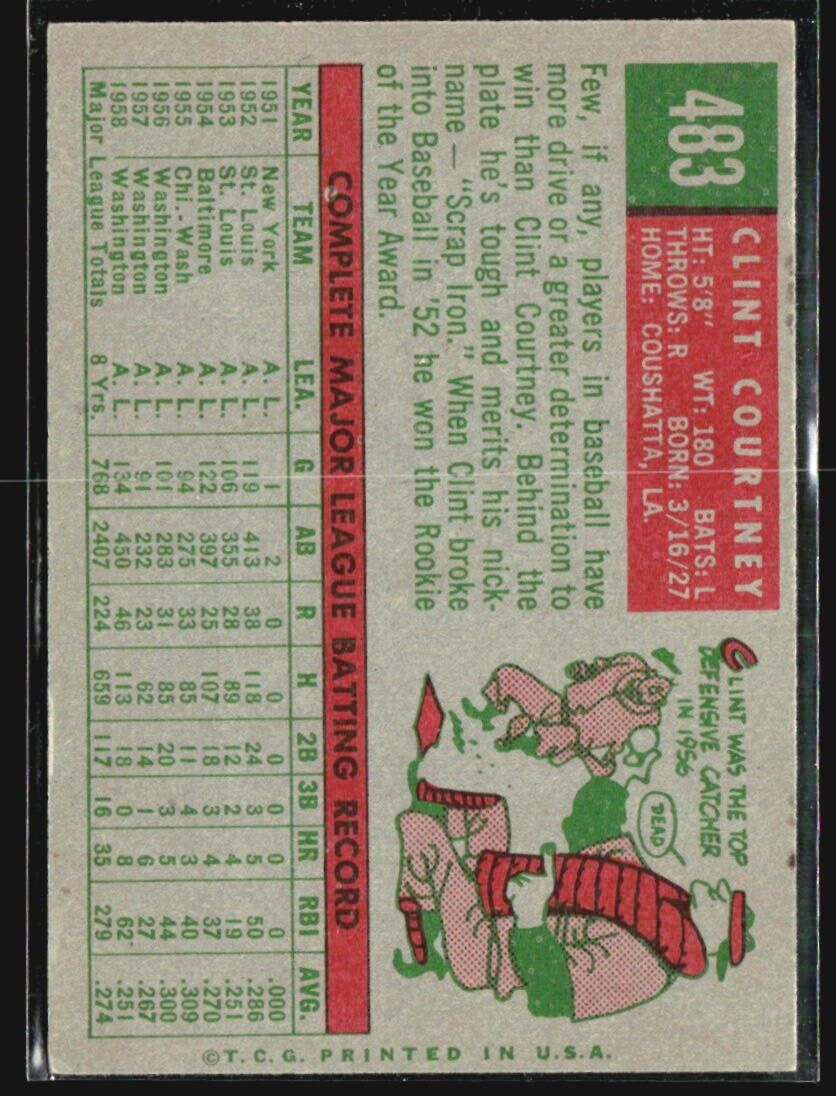 483
CLINT COURTNEY
HT: 5'8" WT: 180 BATS: L
THROWS: R BORN: 3/16/27
HOME: COUSHATTA, LA.
Few, if any, players in baseball have
more drive or a greater determination to
win than Clint Courtney. Behind the
plate he's tough and merits his nick-
name — "Scrap Iron." When Clint broke
into Baseball in '52 he won the Rookie
of the Year Award.
CLINT WAS THE TOP
DEFENSIVE CATCHER
IN 1956
DEAD
COMPLETE MAJOR LEAGUE BATTING RECORD
YEAR TEAM LEA. G AB R H 2B 3B HR RBI AVG.
1951 New York A. L. 1 2 0 0 0 0 0 0 .000
1952 St. Louis A. L. 119 413 38 118 24 3 5 50 .286
1953 St. Louis A. L. 106 355 28 89 12 2 4 19 .251
1954 Baltimore A. L. 122 397 25 107 18 3 4 37 .270
1955 Chi.-Wash A. L. 94 275 33 85 11 4 3 40 .309
1956 Washington A. L. 101 283 31 85 20 3 5 44 .300
1957 Washington A. L. 91 232 23 62 14 1 6 27 .267
1958 Washington A. L. 134 450 46 113 18 0 8 62 .251
Major League Totals 8 Yrs. 768 2407 224 659 117 16 35 279 .274
©T.C.G. PRINTED IN U.S.A.